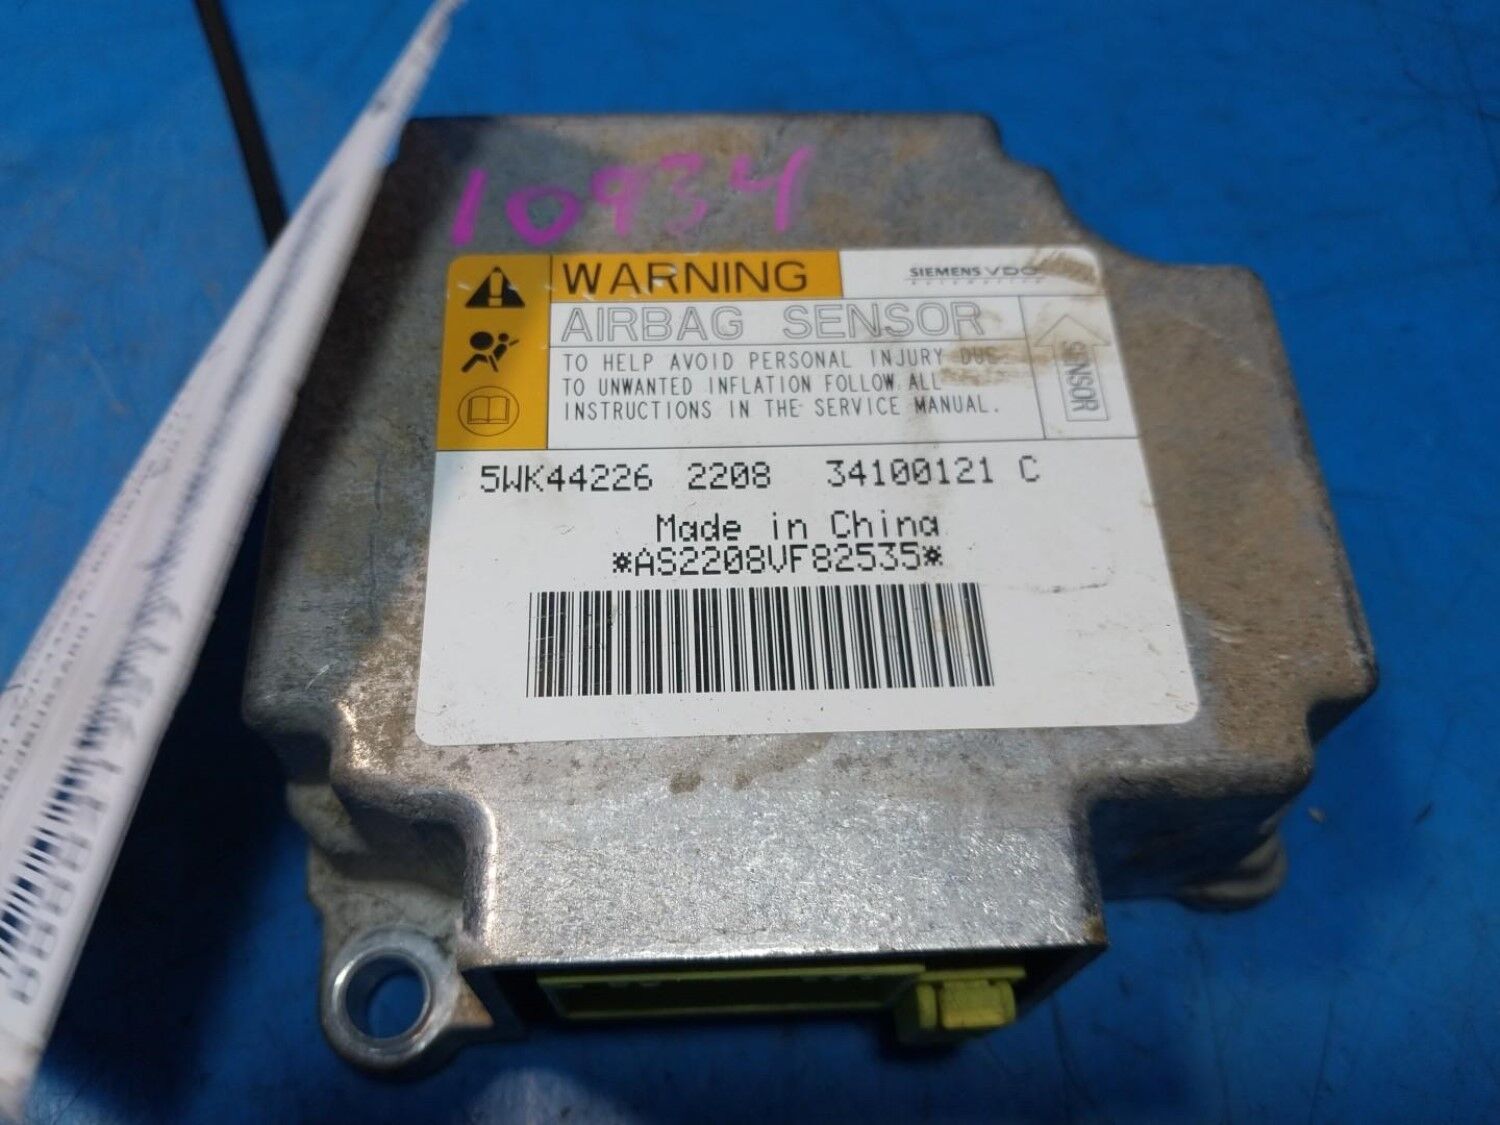 10934
WARNING
SIEMENS VDO
Automotive
AIRBAG SENSOR
TO HELP AVOID PERSONAL INJURY DUE
TO UNWANTED INFLATION FOLLOW ALL
INSTRUCTIONS IN THE SERVICE MANUAL.
SENSOR
5WK44226 2208 34100121 C
Made in China
*AS2208VF82535*